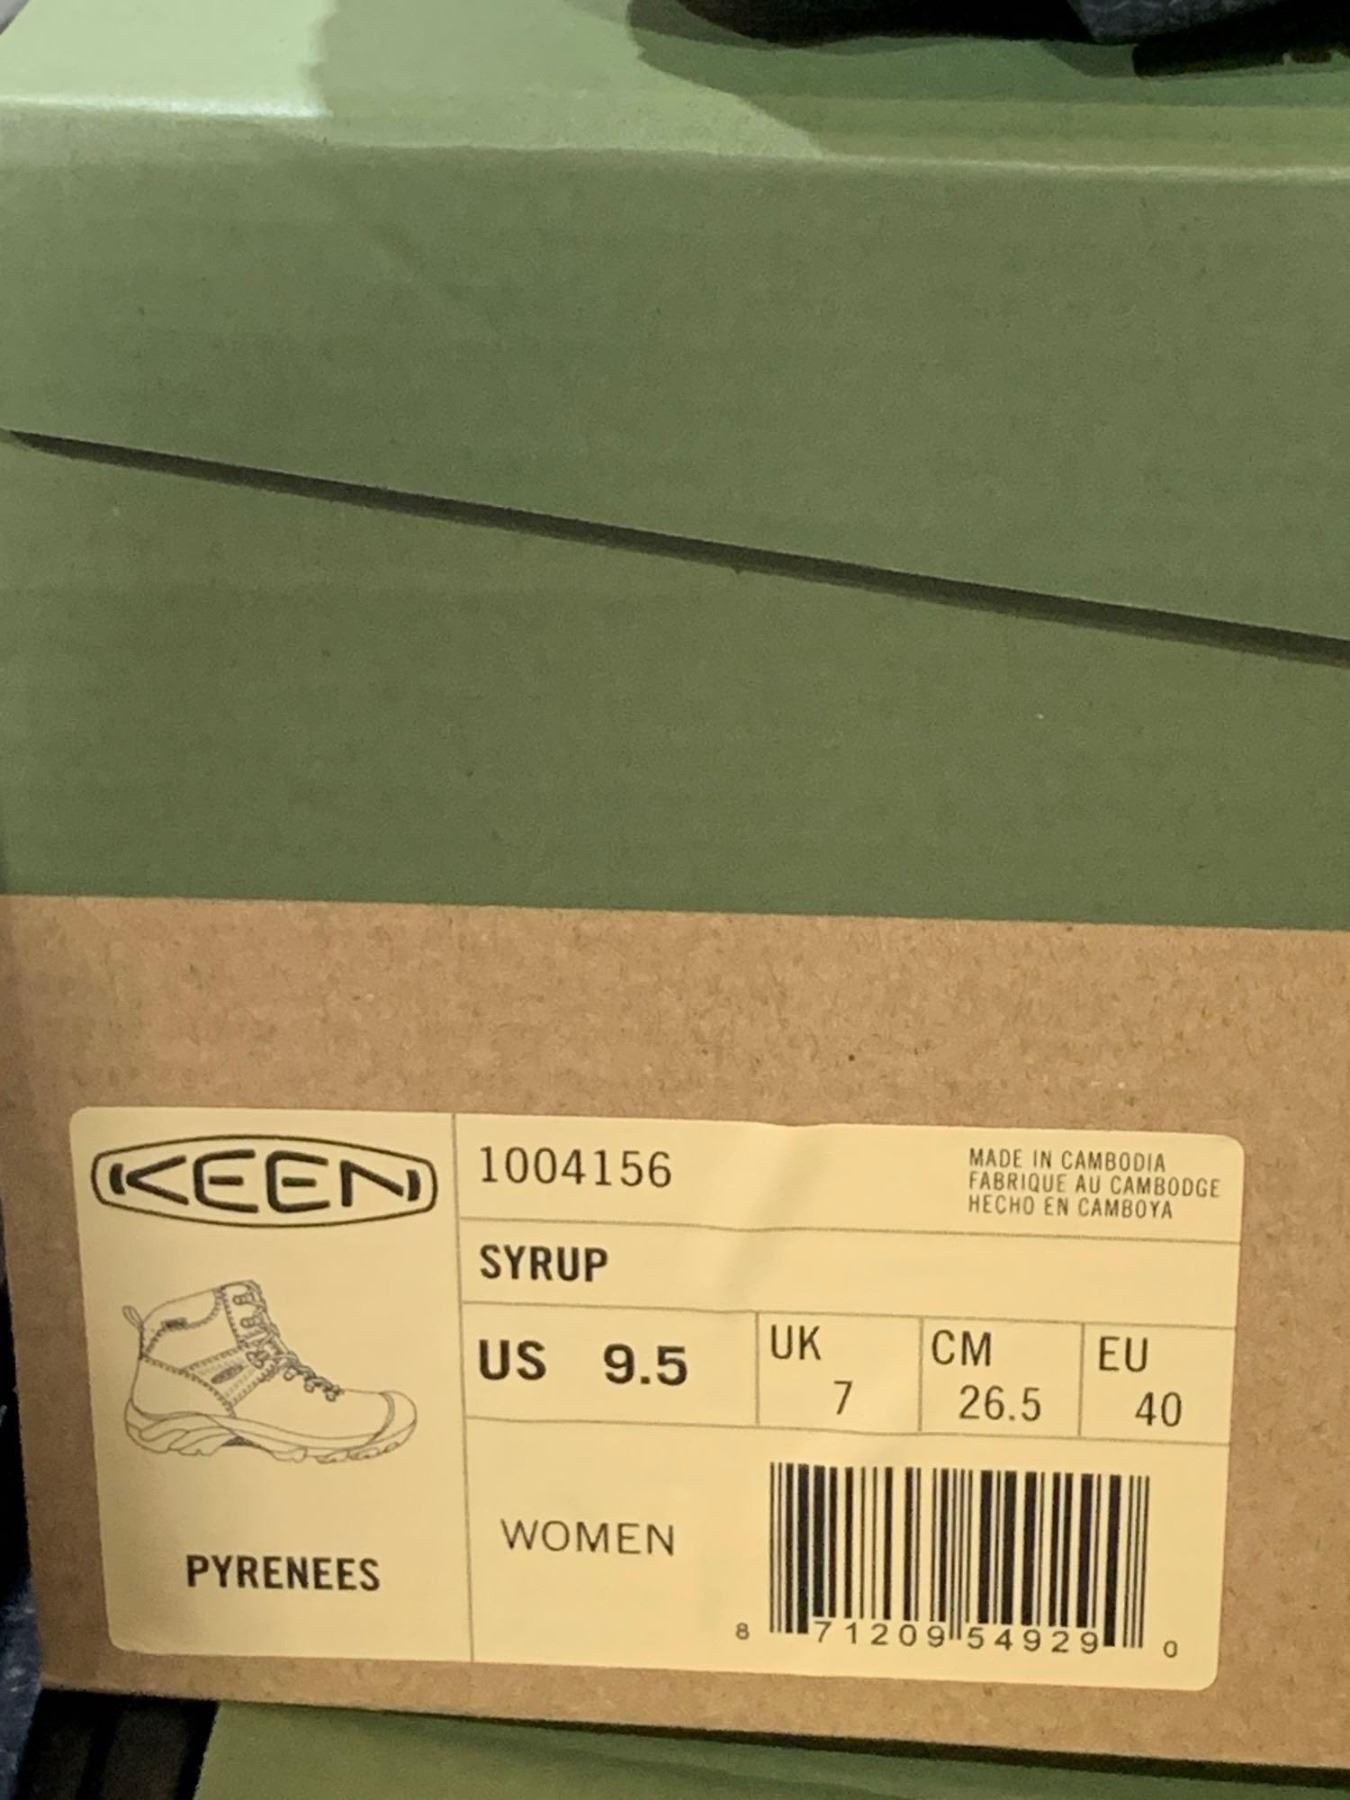 KEEN
1004156
MADE IN CAMBODIA
FABRIQUE AU CAMBODGE
HECHO EN CAMBOYA
SYRUP
US 9.5
UK
7
CM
26.5
EU
40
PYRENEES
WOMEN
8 71209 54929 0